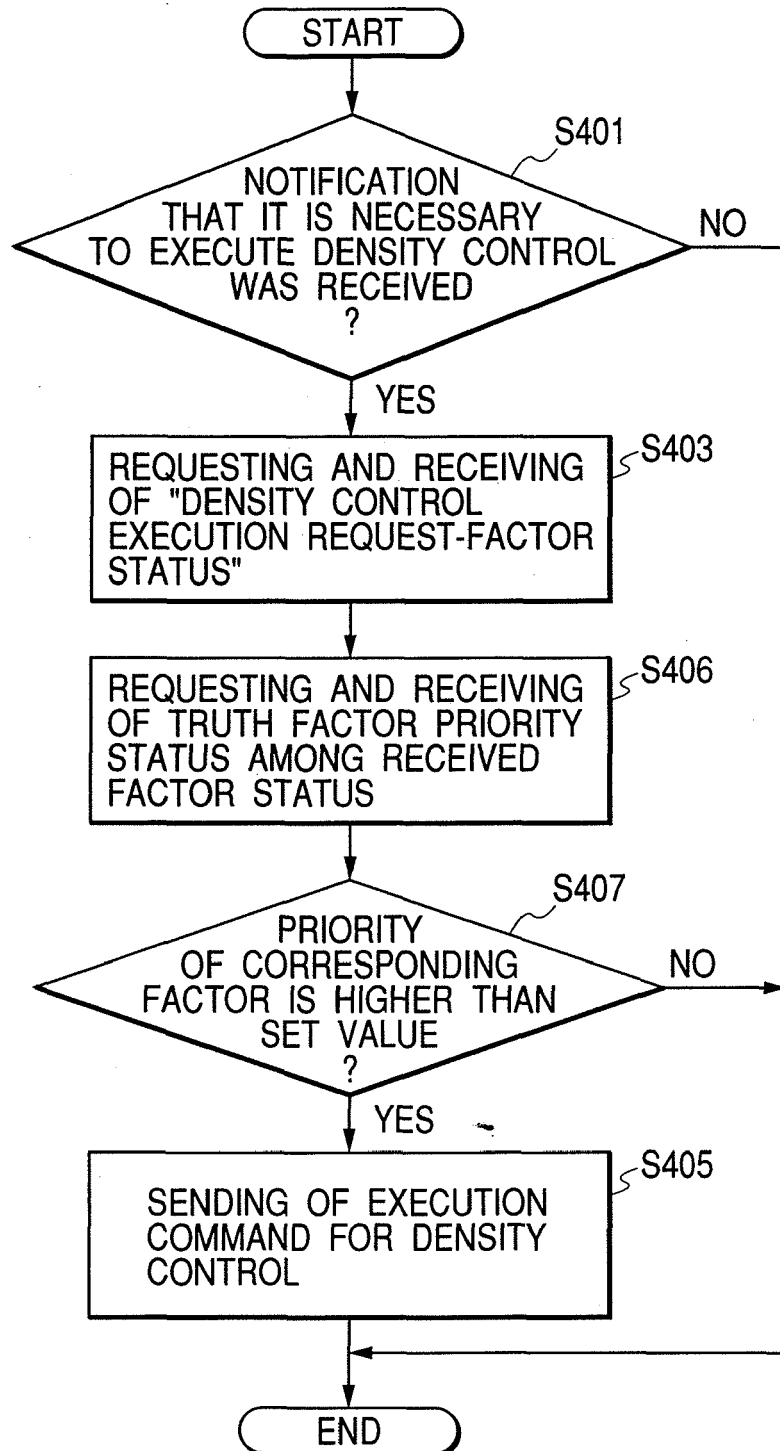 START
S401
NOTIFICATION
THAT IT IS NECESSARY
TO EXECUTE DENSITY CONTROL
WAS RECEIVED
?
NO
YES
S403
REQUESTING AND RECEIVING
OF "DENSITY CONTROL
EXECUTION REQUEST-FACTOR
STATUS"
S406
REQUESTING AND RECEIVING
OF TRUTH FACTOR PRIORITY
STATUS AMONG RECEIVED
FACTOR STATUS
S407
PRIORITY
OF CORRESPONDING
FACTOR IS HIGHER THAN
SET VALUE
?
NO
YES
S405
SENDING OF EXECUTION
COMMAND FOR DENSITY
CONTROL
END